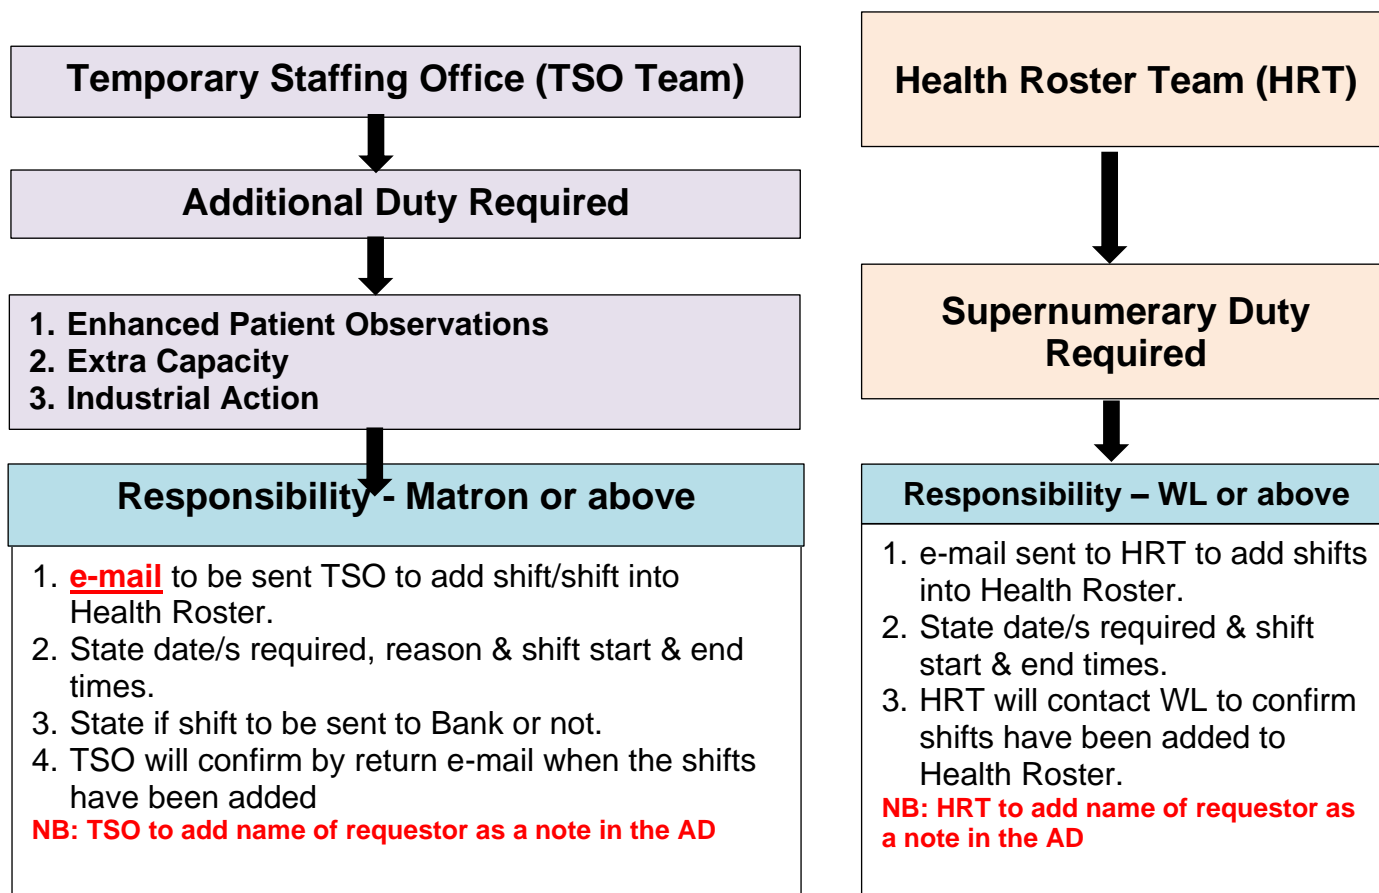 Temporary Staffing Office (TSO Team)
Additional Duty Required
1. Enhanced Patient Observations
2. Extra Capacity
3. Industrial Action
Responsibility - Matron or above
1. e-mail to be sent TSO to add shift/shift into
Health Roster.
2. State date/s required, reason & shift start & end
times.
3. State if shift to be sent to Bank or not.
4. TSO will confirm by return e-mail when the shifts
have been added
NB: TSO to add name of requestor as a note in the AD
Health Roster Team (HRT)
Supernumerary Duty
Required
Responsibility – WL or above
1. e-mail sent to HRT to add shifts
into Health Roster.
2. State date/s required & shift
start & end times.
3. HRT will contact WL to confirm
shifts have been added to
Health Roster.
NB: HRT to add name of requestor as
a note in the AD